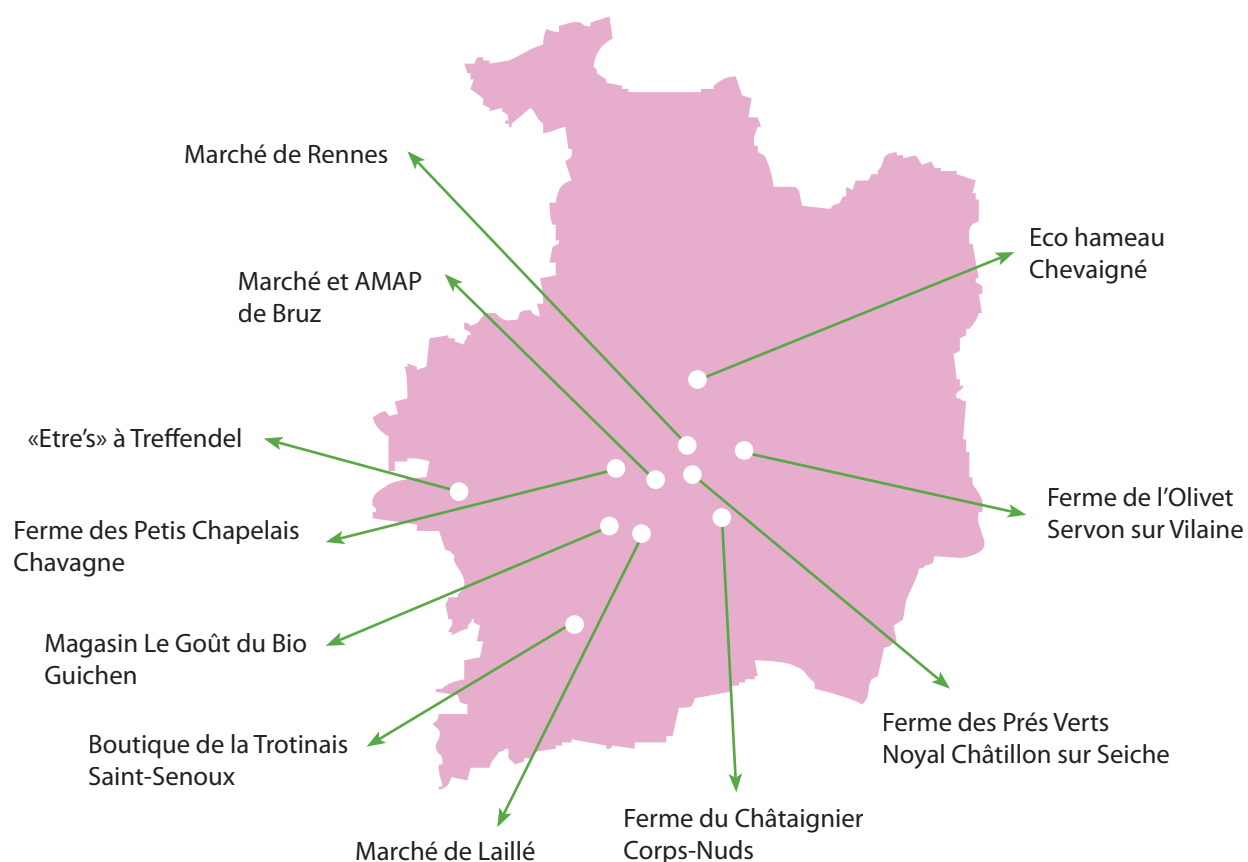 Marché de Rennes
Eco hameau
Chevaigné
Marché et AMAP
de Bruz
«Etre's» à Treffendel
Ferme de l'Olivet
Servon sur Vilaine
Ferme des Petis Chapelais
Chavagne
Magasin Le Goût du Bio
Guichen
Ferme des Prés Verts
Noyal Châtillon sur Seiche
Boutique de la Trotinais
Saint-Senoux
Ferme du Châtaignier
Corps-Nuds
Marché de Laillé